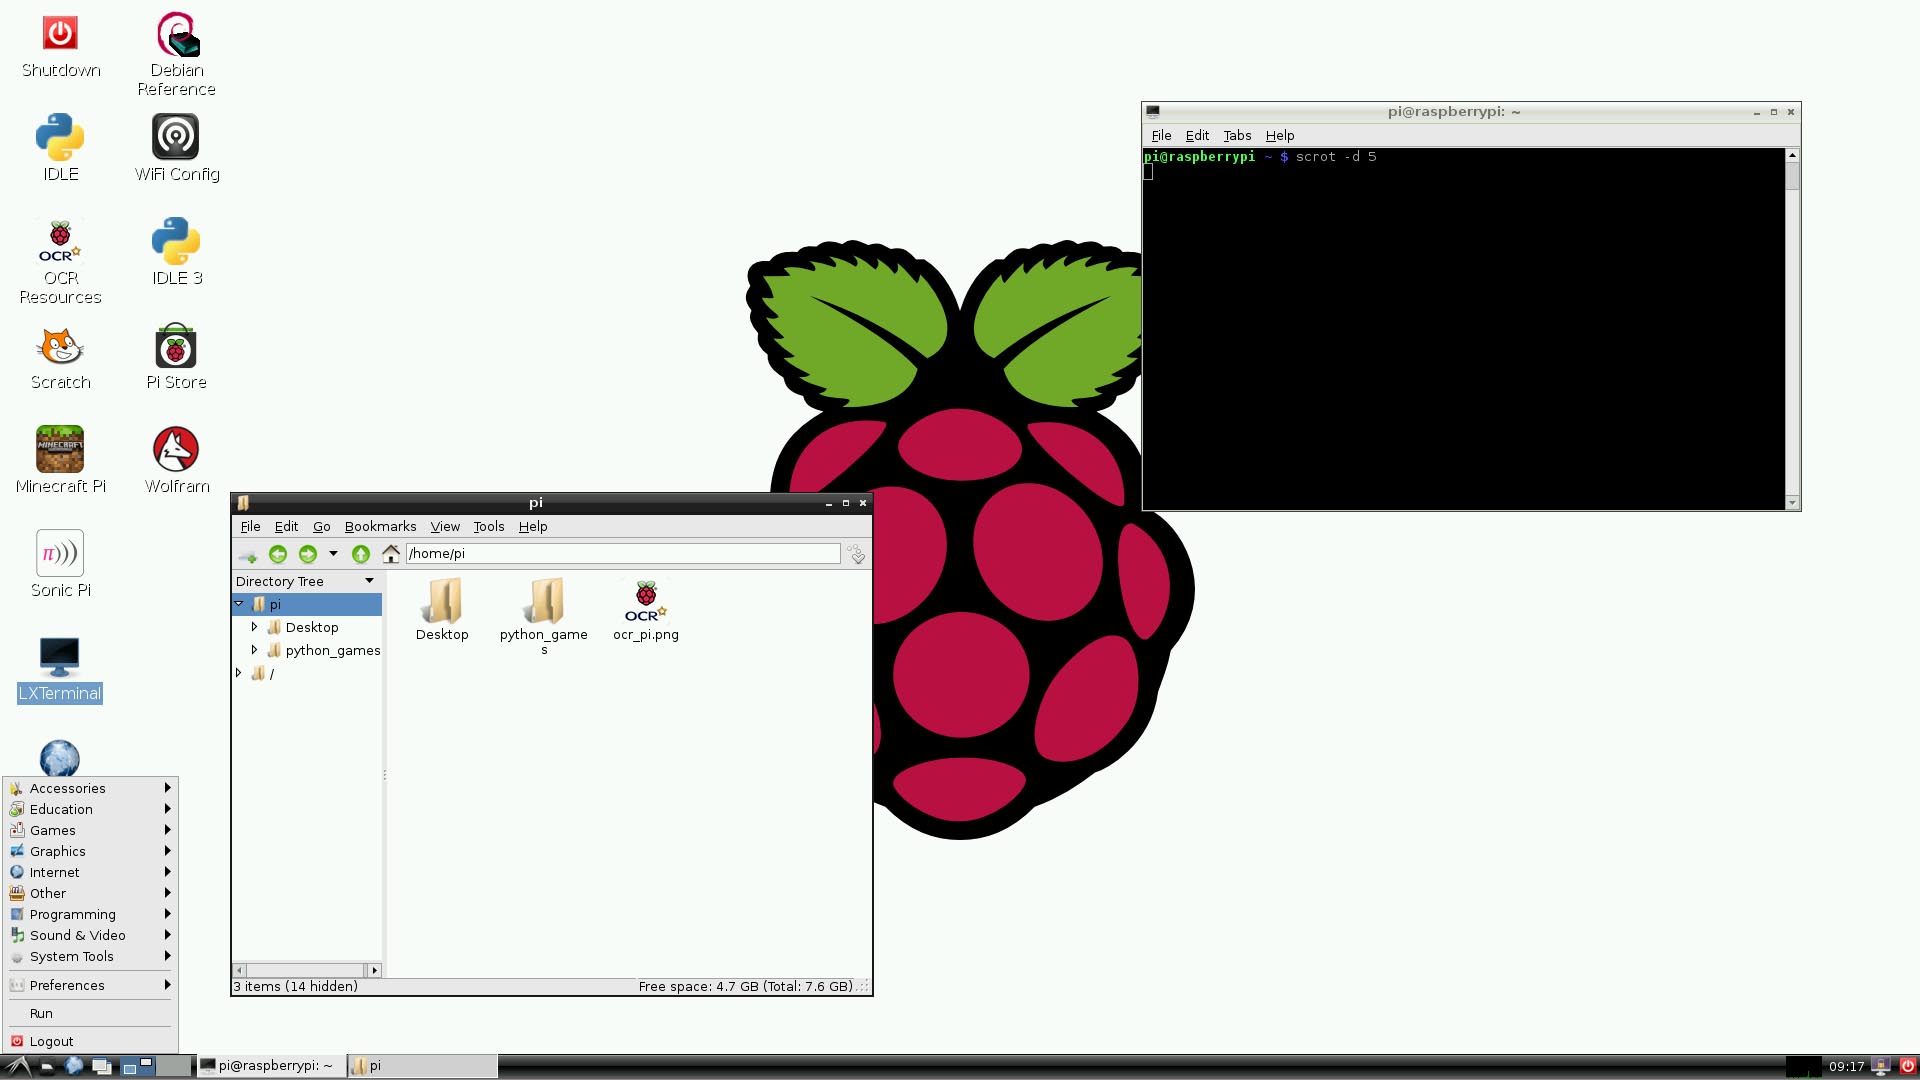 Shutdown
Debian
Reference
IDLE
WiFi Config
OCR
OCR
Resources
IDLE 3
Scratch
Pi Store
MINECRAFT
Minecraft Pi
Wolfram
π)))
Sonic Pi
LXTerminal
pi@raspberrypi: ~
File Edit Tabs Help
pi@raspberrypi ~ $ scrot -d 5
pi
File Edit Go Bookmarks View Tools Help
/home/pi
Directory Tree
pi
Desktop
python_games
/
Desktop
python_game
s
OCR
ocr_pi.png
3 items (14 hidden)
Free space: 4.7 GB (Total: 7.6 GB)
Accessories
Education
Games
Graphics
Internet
Other
Programming
Sound & Video
System Tools
Preferences
Run
Logout
pi@raspberrypi: ~
pi
09:17